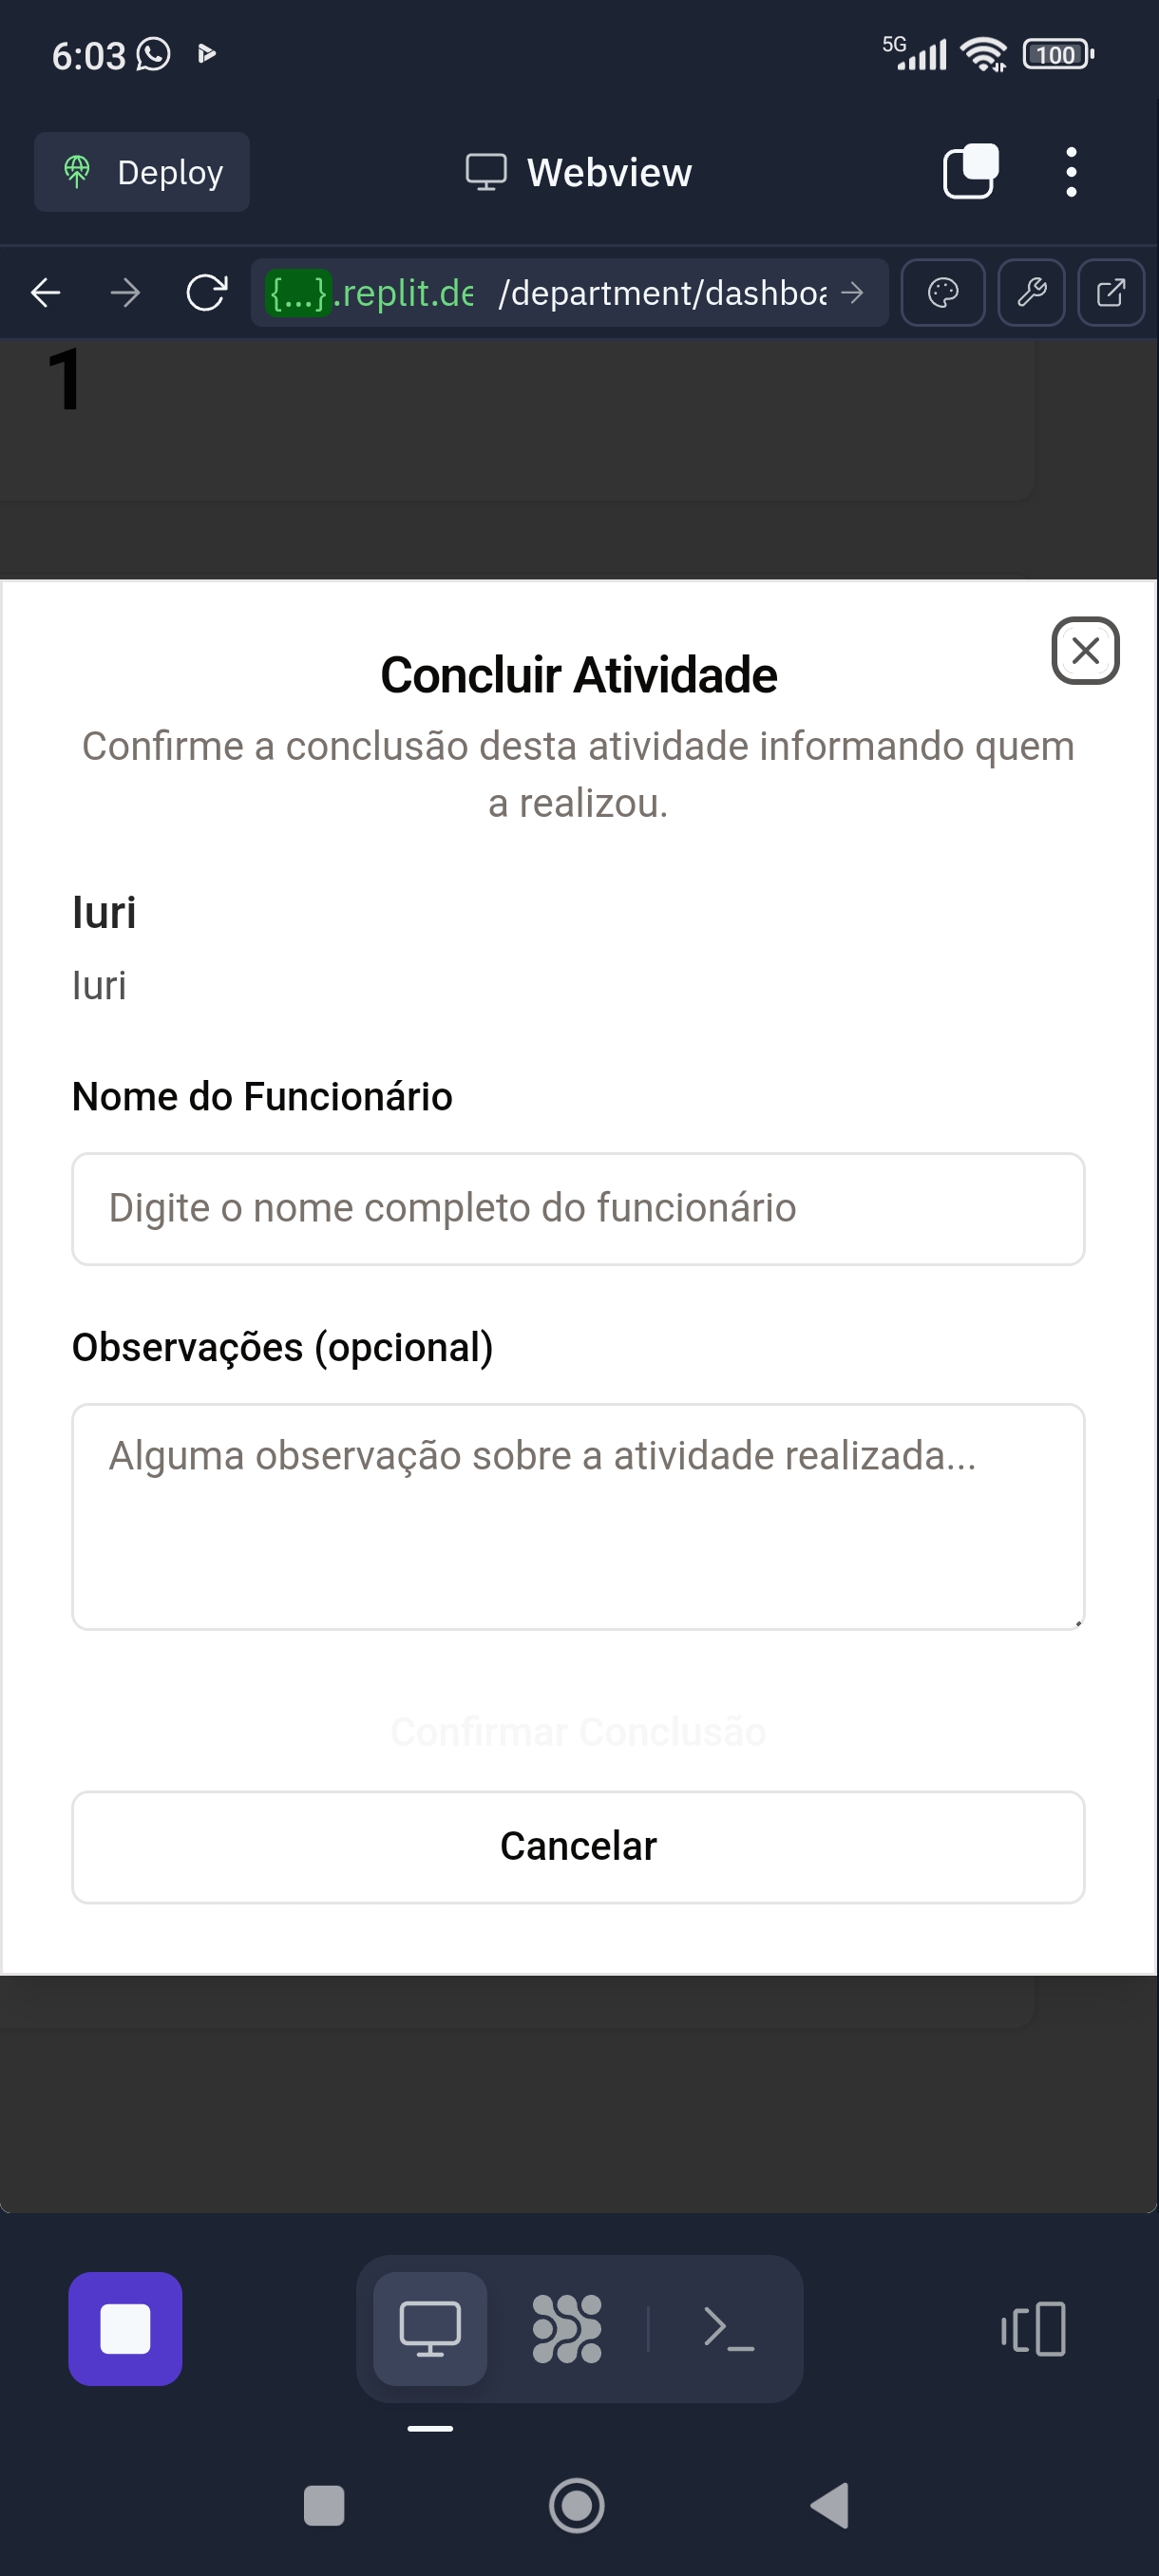 6:03
5G
100
Deploy
Webview
{...}.replit.de
/department/dashboa
1
Concluir Atividade
Confirme a conclusão desta atividade informando quem
a realizou.
Iuri
Iuri
Nome do Funcionário
Digite o nome completo do funcionário
Observações (opcional)
Alguma observação sobre a atividade realizada...
Confirmar Conclusão
Cancelar